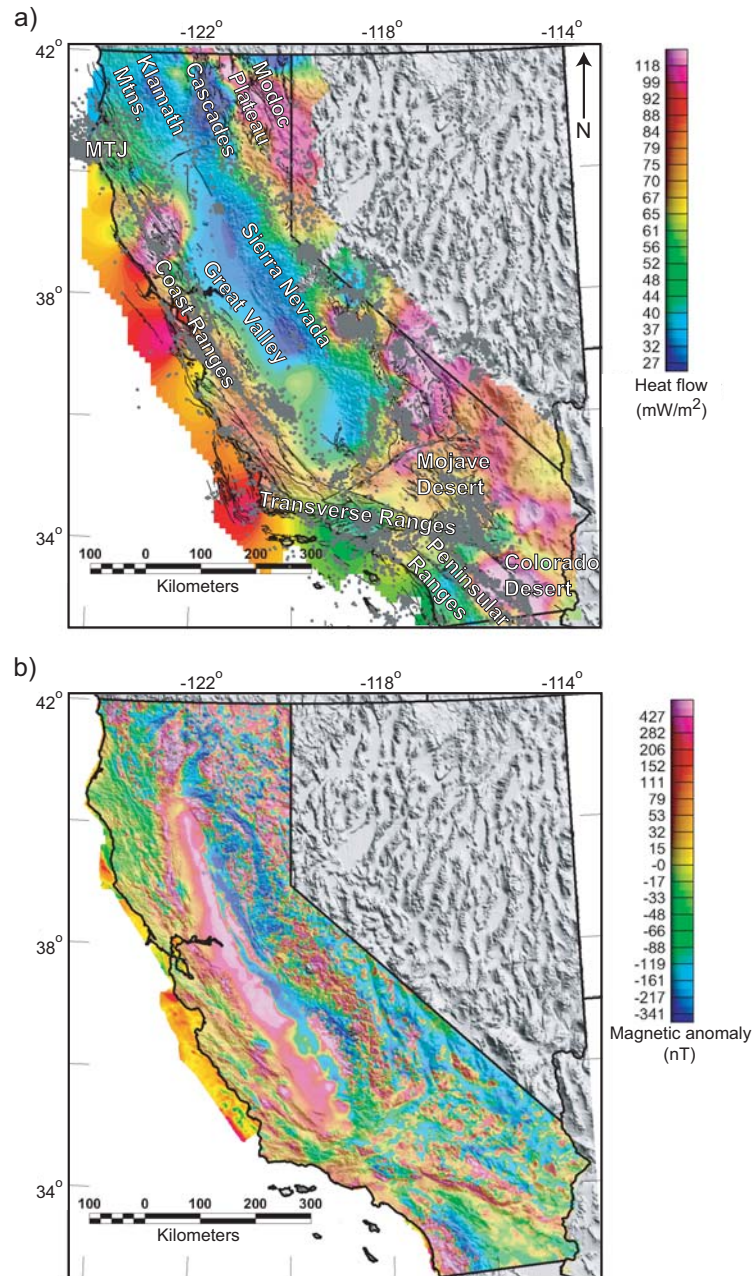 a)
-122
-118
-114
42°
38°
34°
N
Klamath
Mtns.
Cascades
Modoc
Plateau
MTJ
Sierra Nevada
Great Valley
Coast Ranges
Mojave
Desert
Transverse Ranges
Peninsular
Ranges
Colorado
Desert
100 0 100 200 300
Kilometers
118
99
92
88
84
79
75
70
67
65
61
56
52
48
44
40
37
32
27
Heat flow
(mW/m²)
b)
-122
-118
-114
42°
38°
34°
100 0 100 200 300
Kilometers
427
282
206
152
111
79
53
32
15
-0
-17
-33
-48
-66
-88
-119
-161
-217
-341
Magnetic anomaly
(nT)